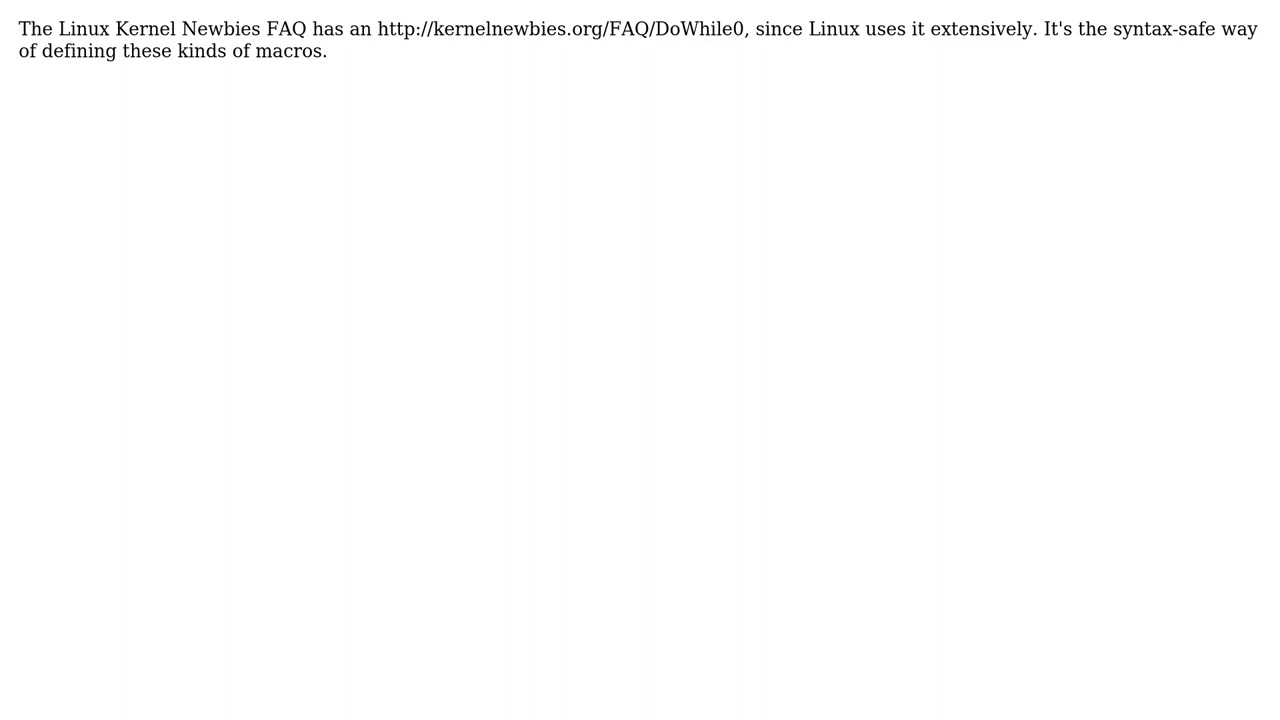 The Linux Kernel Newbies FAQ has an http://kernelnewbies.org/FAQ/DoWhile0, since Linux uses it extensively. It's the syntax-safe way
of defining these kinds of macros.